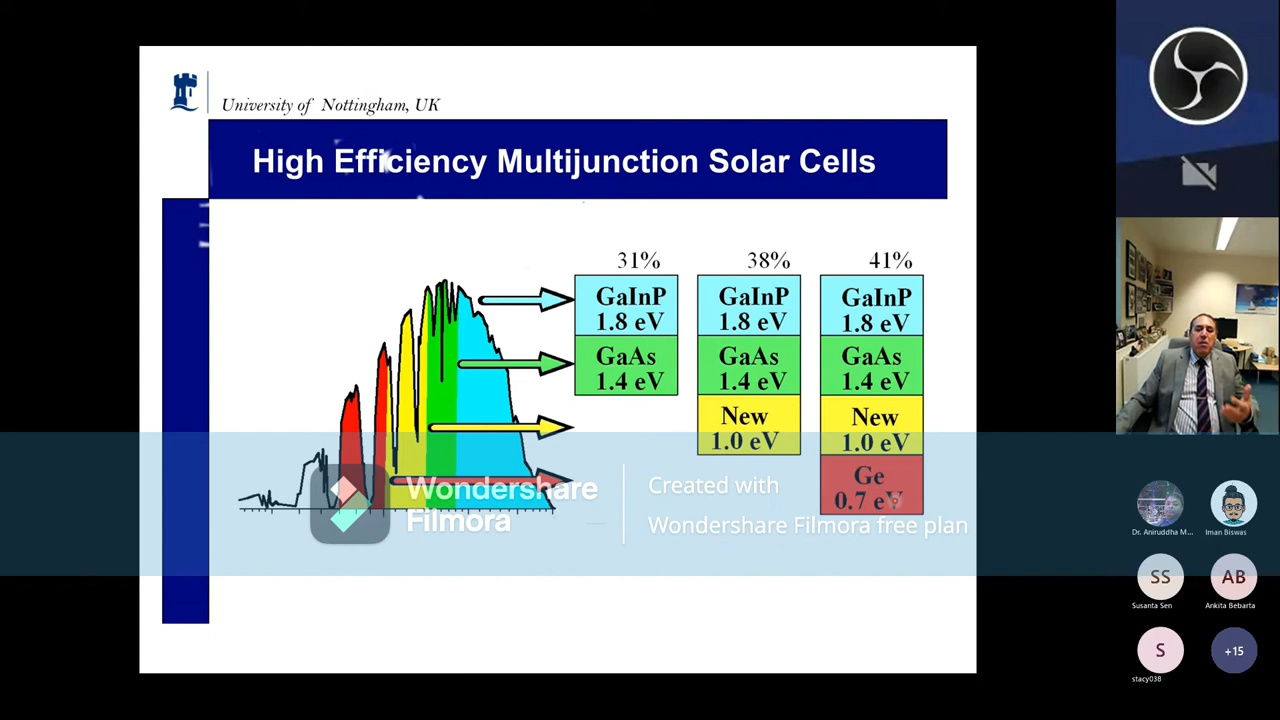 University of Nottingham, UK
High Efficiency Multijunction Solar Cells
31%
38%
41%
GaInP
1.8 eV
GaInP
1.8 eV
GaInP
1.8 eV
GaAs
1.4 eV
GaAs
1.4 eV
GaAs
1.4 eV
New
1.0 eV
New
1.0 eV
Ge
0.7 eV
Wondershare
Filmora
Created with
Wondershare Filmora free plan
Dr. Aniruddha M...
Iman Biswas
SS
Susanta Sen
AB
Ankita Bebarta
S
stacy038
+15